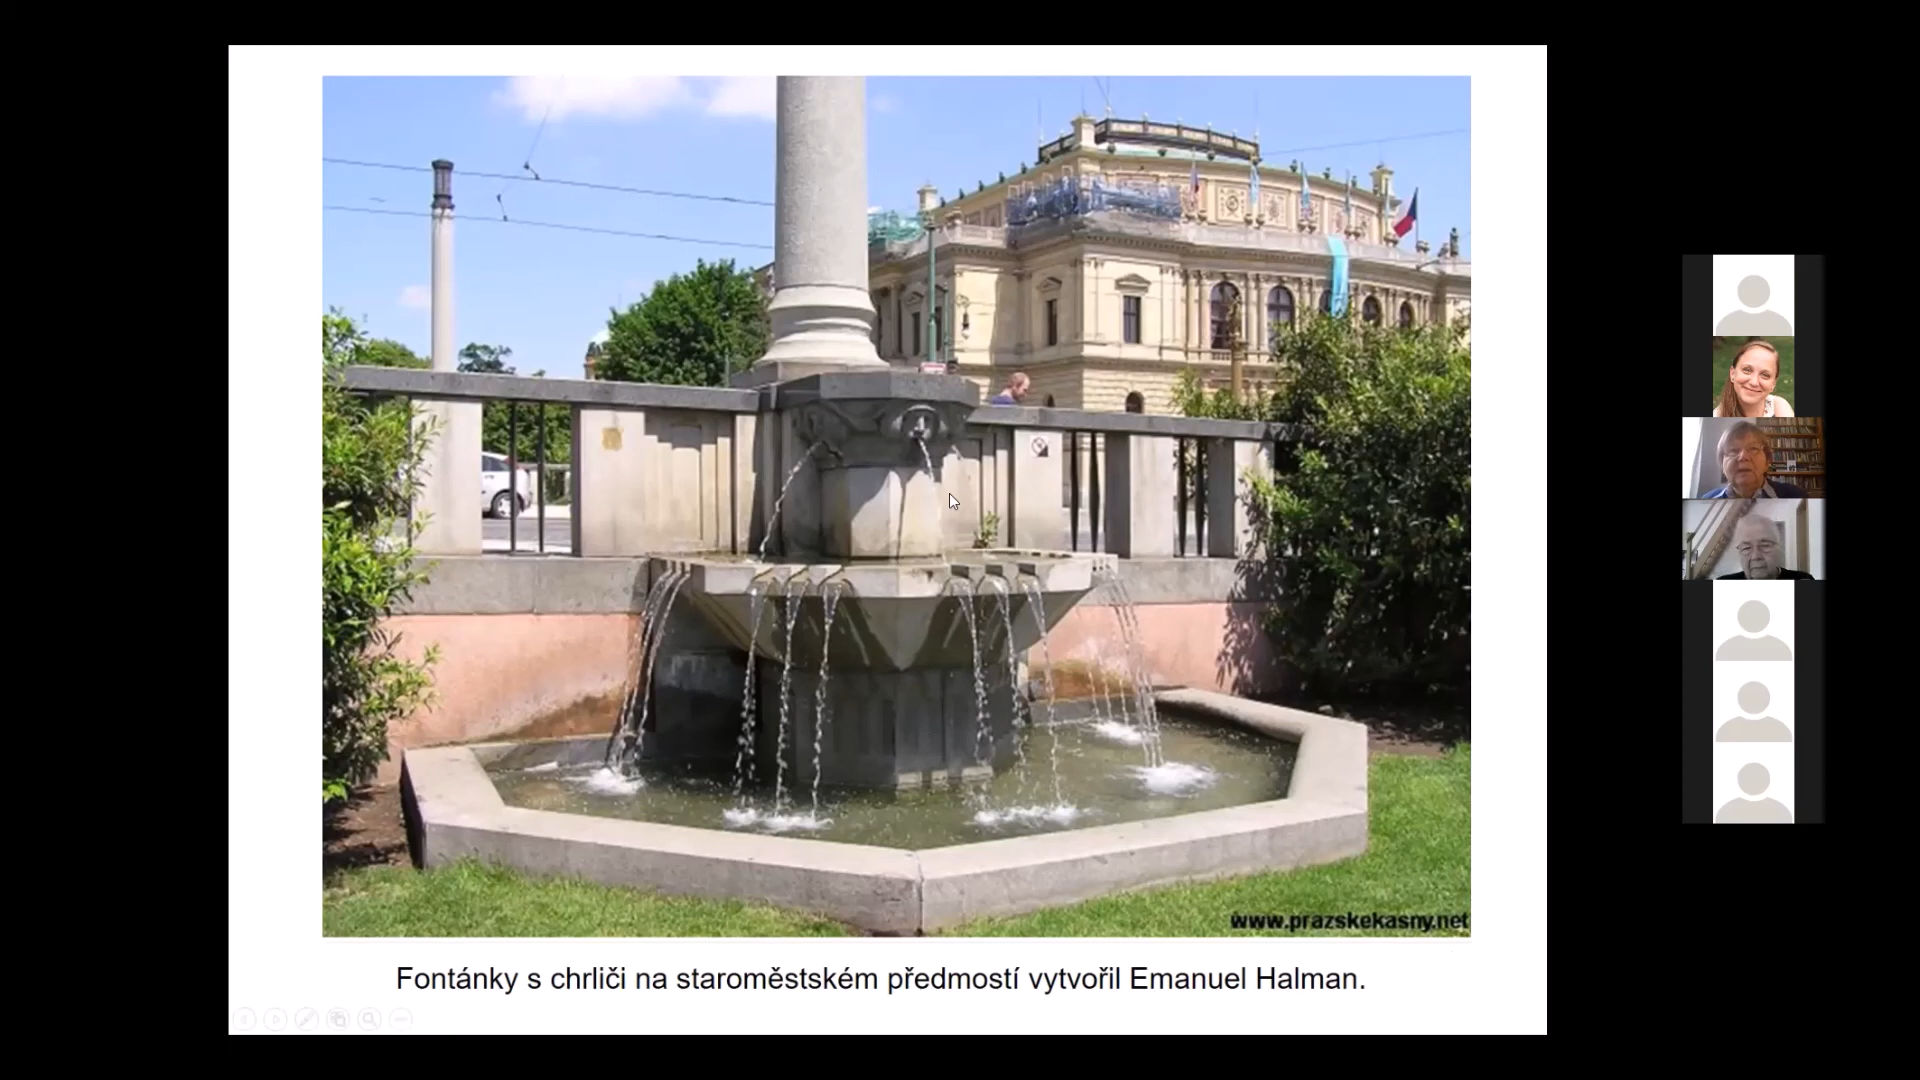 www.prazskekasny.net
Fontánky s chrliči na staroměstském předmostí vytvořil Emanuel Halman.